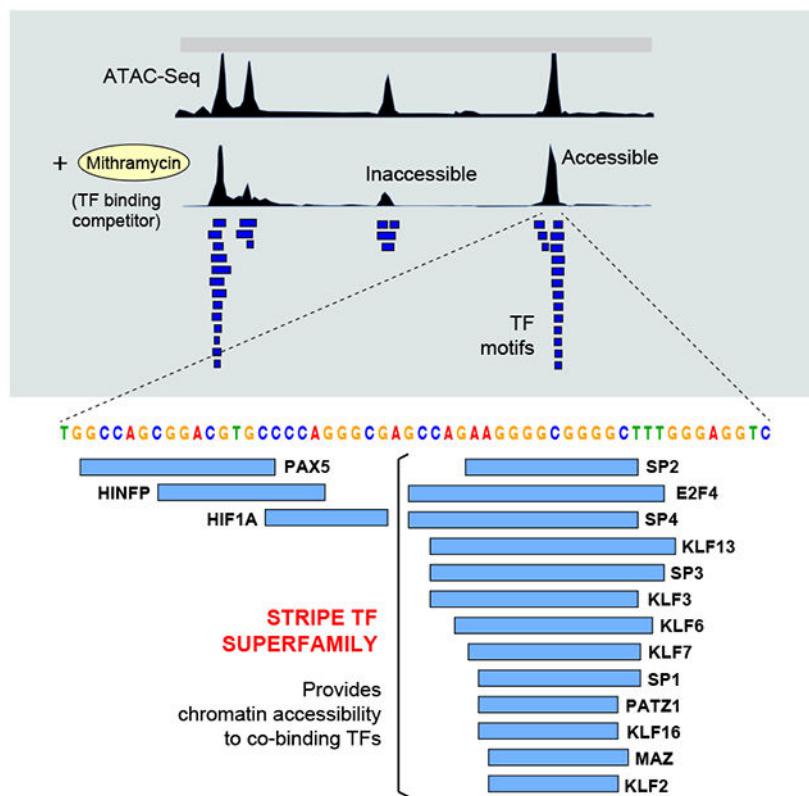 ATAC-Seq
+ Mithramycin
(TF binding
competitor)
Inaccessible
Accessible
TF
motifs
TGGCCAGCGGACGTGCCCCAGGGCGAGCCAGAAGGGGCGGGGCTTTGGGAGGTC
PAX5
HINFP
HIF1A
STRIPE TF
SUPERFAMILY
Provides
chromatin accessibility
to co-binding TFs
SP2
E2F4
SP4
KLF13
SP3
KLF3
KLF6
KLF7
SP1
PATZ1
KLF16
MAZ
KLF2